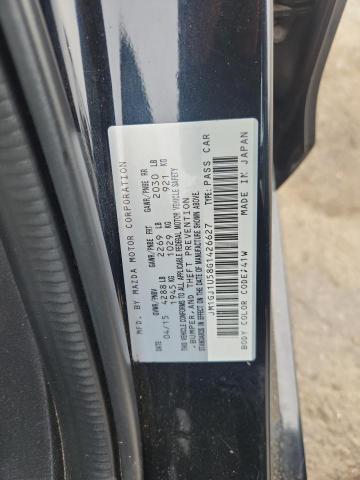 MFD. BY MAZDA MOTOR CORPORATION
GVWR/PNBV GAWR/PNBE FRT GAWR/PNBE RR
04/15 4288 LB 2269 LB 2030 LB
1945 KG 1029 KG 921 KG
THIS VEHICLE CONFORMS TO ALL APPLICABLE FEDERAL MOTOR VEHICLE SAFETY
, BUMPER, AND THEFT PREVENTION
STANDARDS IN EFFECT ON THE DATE OF MANUFACTURE SHOWN ABOVE.
TYPE: PASS CAR
BODY COLOR CODE: 41W MADE IN JAPAN